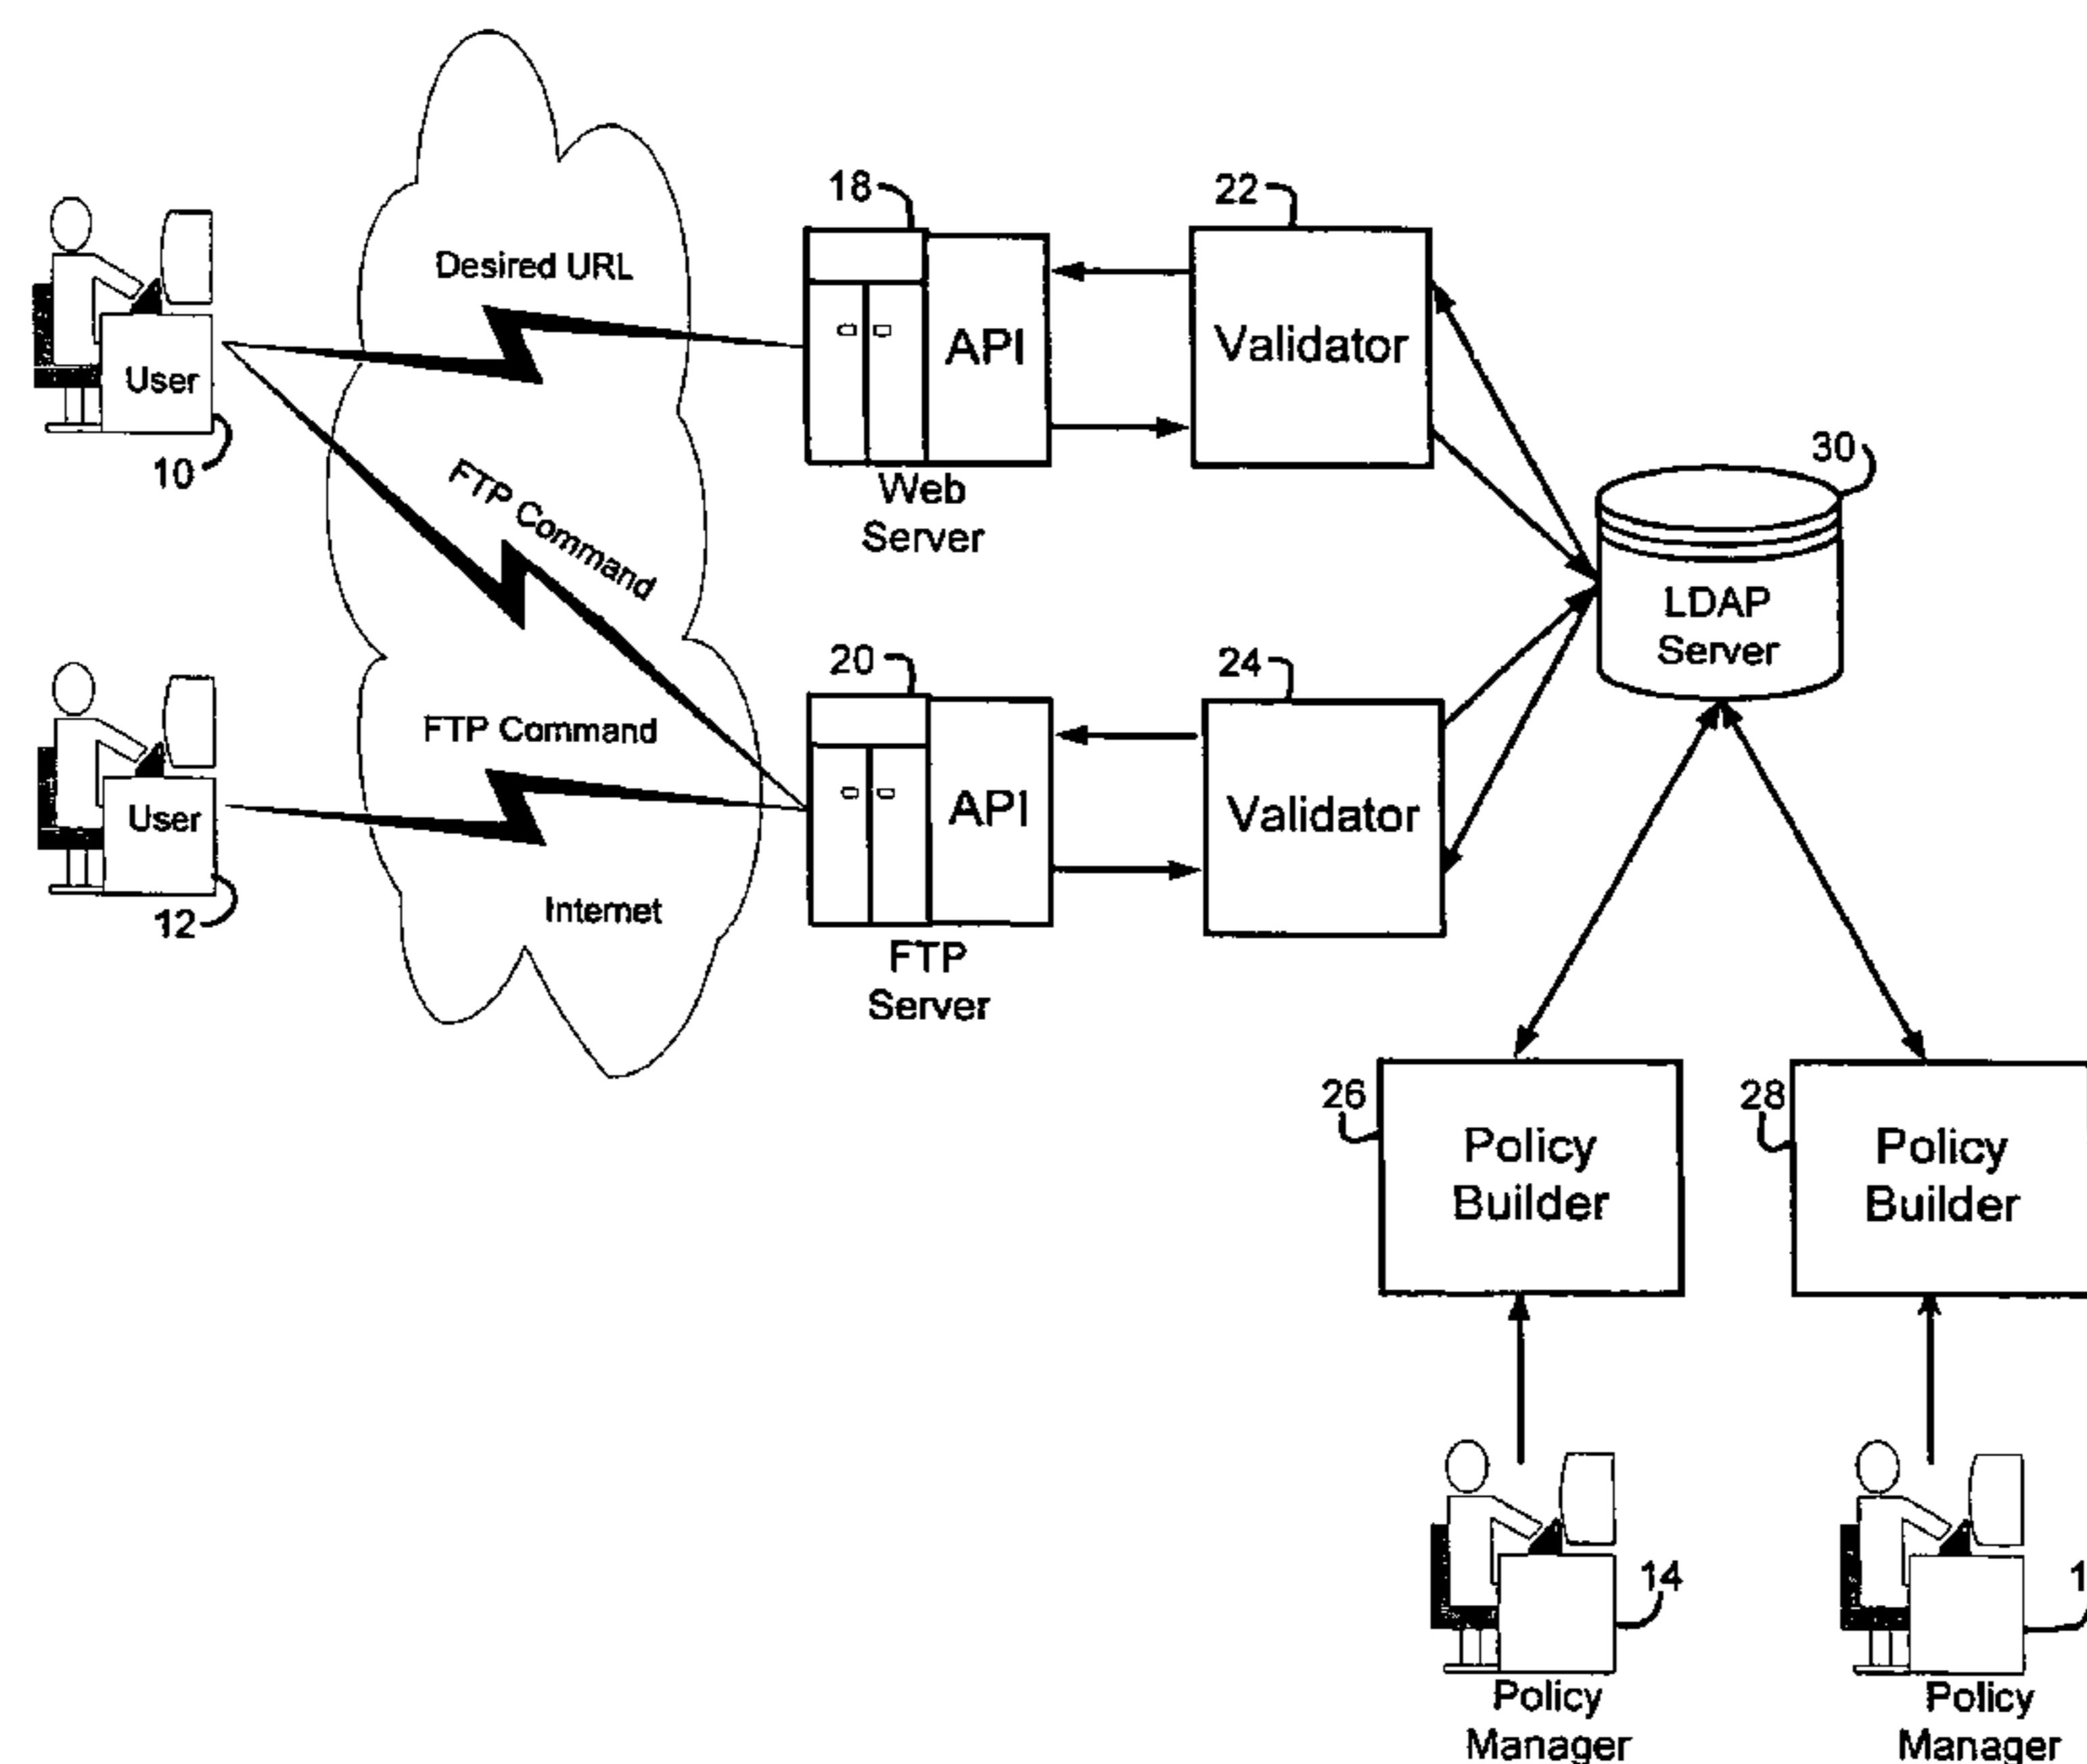 18
22
Desired URL
API
Validator
User
10
FTP Command
Web
Server
30
LDAP
Server
20
24
FTP Command
API
Validator
User
12
Internet
FTP
Server
26
28
Policy
Builder
Policy
Builder
14
Policy
Manager
Policy
Manager